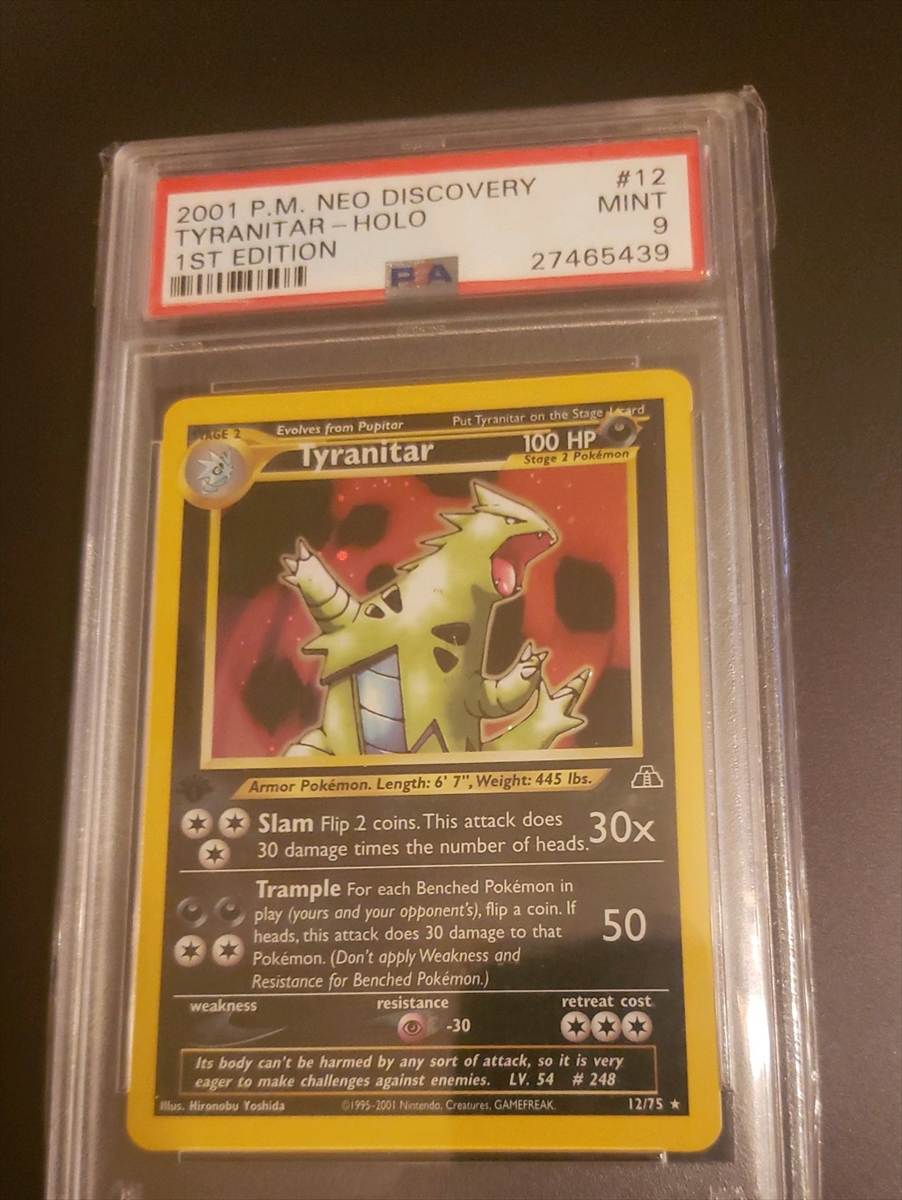 2001 P.M. NEO DISCOVERY #12
TYRANITAR - HOLO MINT
1ST EDITION 9
27465439
PSA
STAGE 2 Evolves from Pupitar Put Tyranitar on the Stage 1 card
Tyranitar 100 HP
Stage 2 Pokémon
Armor Pokémon. Length: 6' 7", Weight: 445 lbs.
Slam Flip 2 coins. This attack does 30x
30 damage times the number of heads.
Trample For each Benched Pokémon in
play (yours and your opponent's), flip a coin. If 50
heads, this attack does 30 damage to that
Pokémon. (Don't apply Weakness and
Resistance for Benched Pokémon.)
weakness resistance retreat cost
-30
Its body can't be harmed by any sort of attack, so it is very
eager to make challenges against enemies. LV. 54 # 248
Illus. Hironobu Yoshida ©1995-2001 Nintendo, Creatures, GAMEFREAK. 12/75 ★